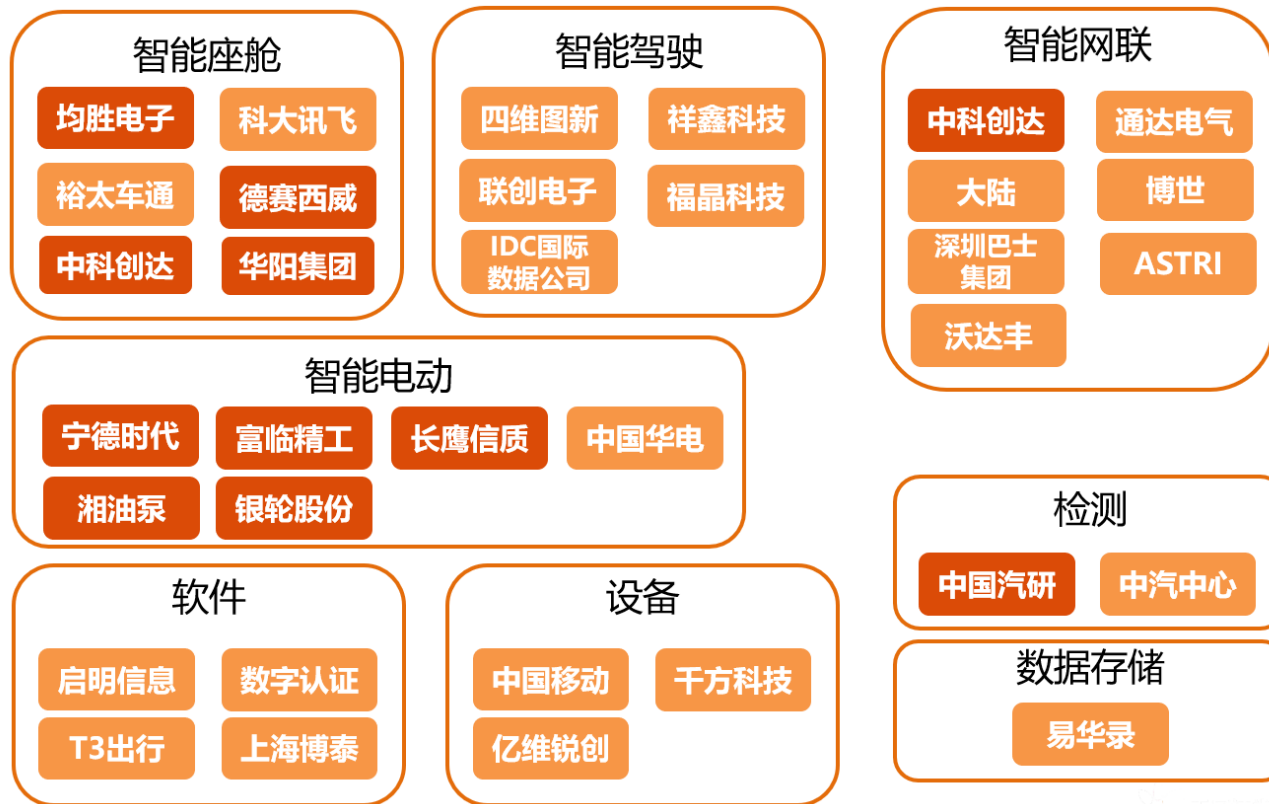 智能座舱
均胜电子
科大讯飞
裕太车通
德赛西威
中科创达
华阳集团
智能驾驶
四维图新
祥鑫科技
联创电子
福晶科技
IDC国际
数据公司
智能网联
中科创达
通达电气
大陆
博世
深圳巴士
集团
ASTRI
沃达丰
智能电动
宁德时代
富临精工
长鹰信质
中国华电
湘油泵
银轮股份
软件
启明信息
数字认证
T3出行
上海博泰
设备
中国移动
千方科技
亿维锐创
检测
中国汽研
中汽中心
数据存储
易华录